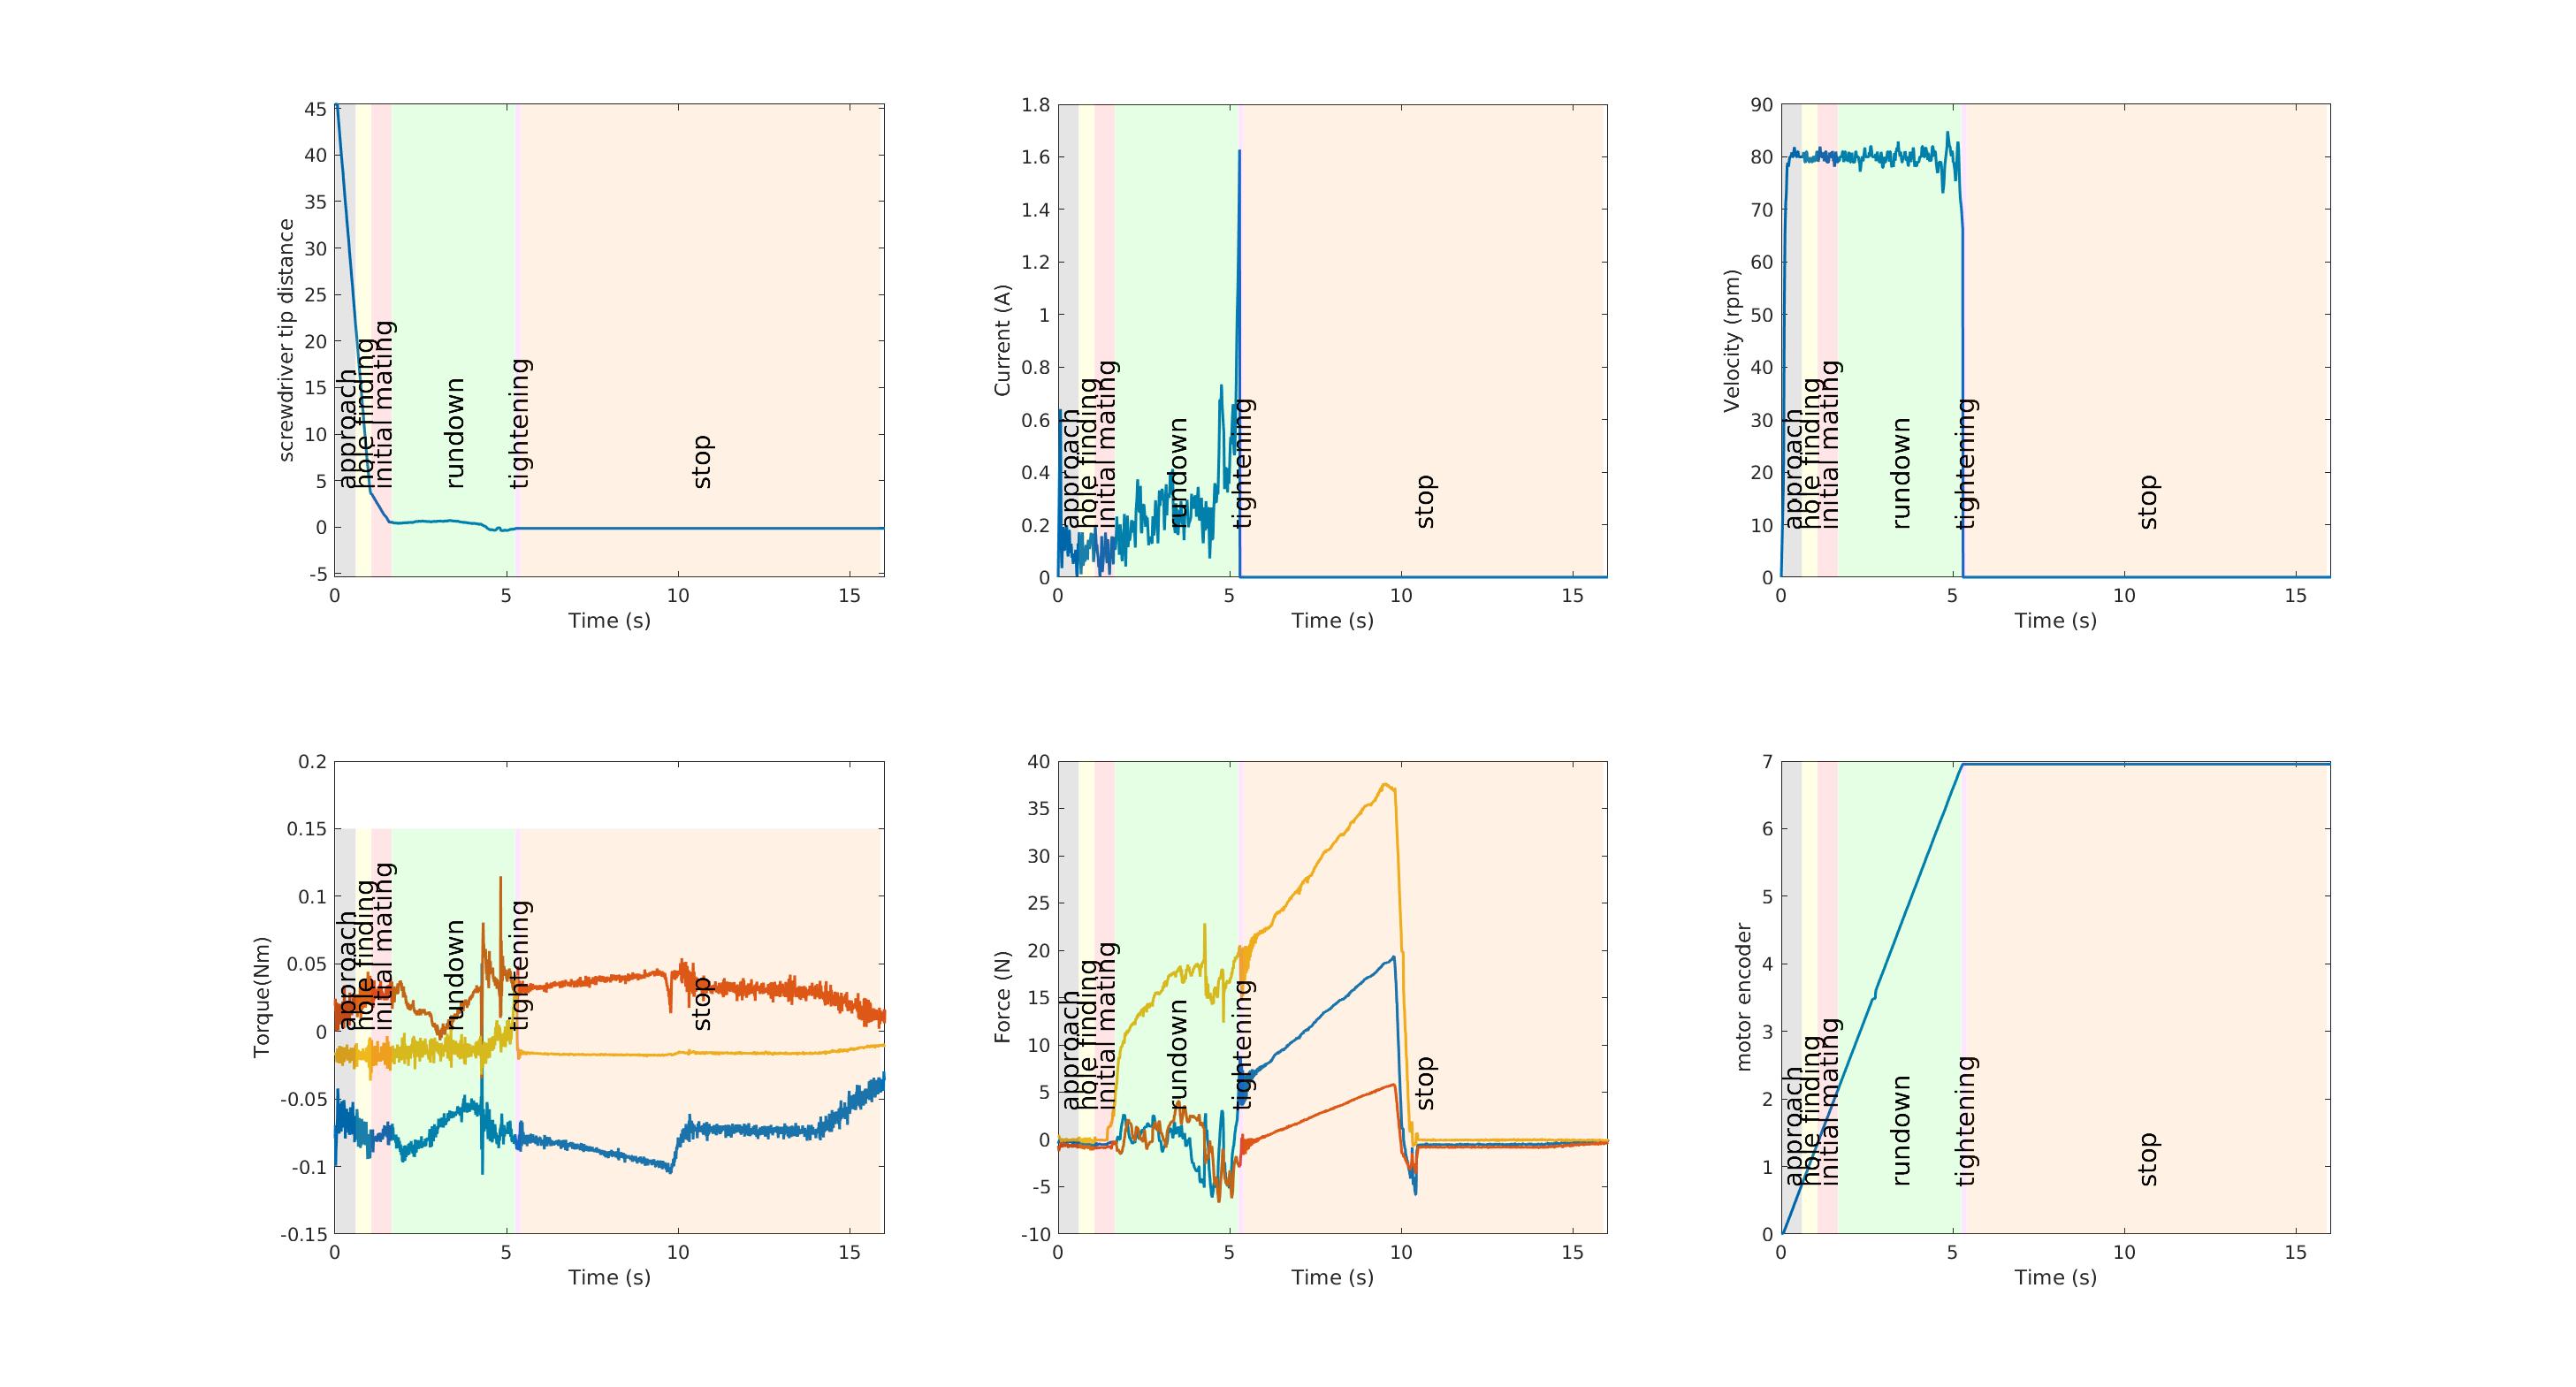 45
40
35
30
25
20
15
10
5
0
-5
screwdriver tip distance
approach
hole finding
initial mating
rundown
tightening
stop
0 5 10 15
Time (s)
1.8
1.6
1.4
1.2
1
0.8
0.6
0.4
0.2
0
Current (A)
approach
hole finding
initial mating
rundown
tightening
stop
0 5 10 15
Time (s)
90
80
70
60
50
40
30
20
10
0
Velocity (rpm)
approach
hole finding
initial mating
rundown
tightening
stop
0 5 10 15
Time (s)
0.2
0.15
0.1
0.05
0
-0.05
-0.1
-0.15
Torque(Nm)
approach
hole finding
initial mating
rundown
tightening
stop
0 5 10 15
Time (s)
40
35
30
25
20
15
10
5
0
-5
-10
Force (N)
approach
hole finding
initial mating
rundown
tightening
stop
0 5 10 15
Time (s)
7
6
5
4
3
2
1
0
motor encoder
approach
hole finding
initial mating
rundown
tightening
stop
0 5 10 15
Time (s)